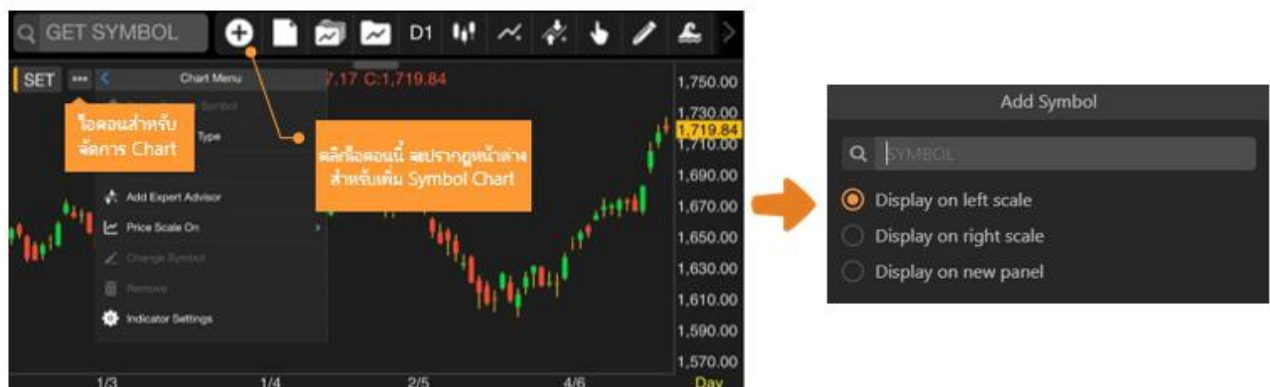 GET SYMBOL
D1
SET
Chart Menu
7.17 C:1,719.84
Symbol
Type
ไอคอนสำหรับ
จัดการ Chart
คลิกไอคอนนี้ จะปรากฏหน้าต่าง
สำหรับเพิ่ม Symbol Chart
Add Expert Advisor
Price Scale On
Change Symbol
Remove
Indicator Settings
1,750.00
1,730.00
1,719.84
1,710.00
1,690.00
1,670.00
1,650.00
1,630.00
1,610.00
1,590.00
1,570.00
1/3 1/4 2/5 4/6 Day
Add Symbol
SYMBOL
Display on left scale
Display on right scale
Display on new panel